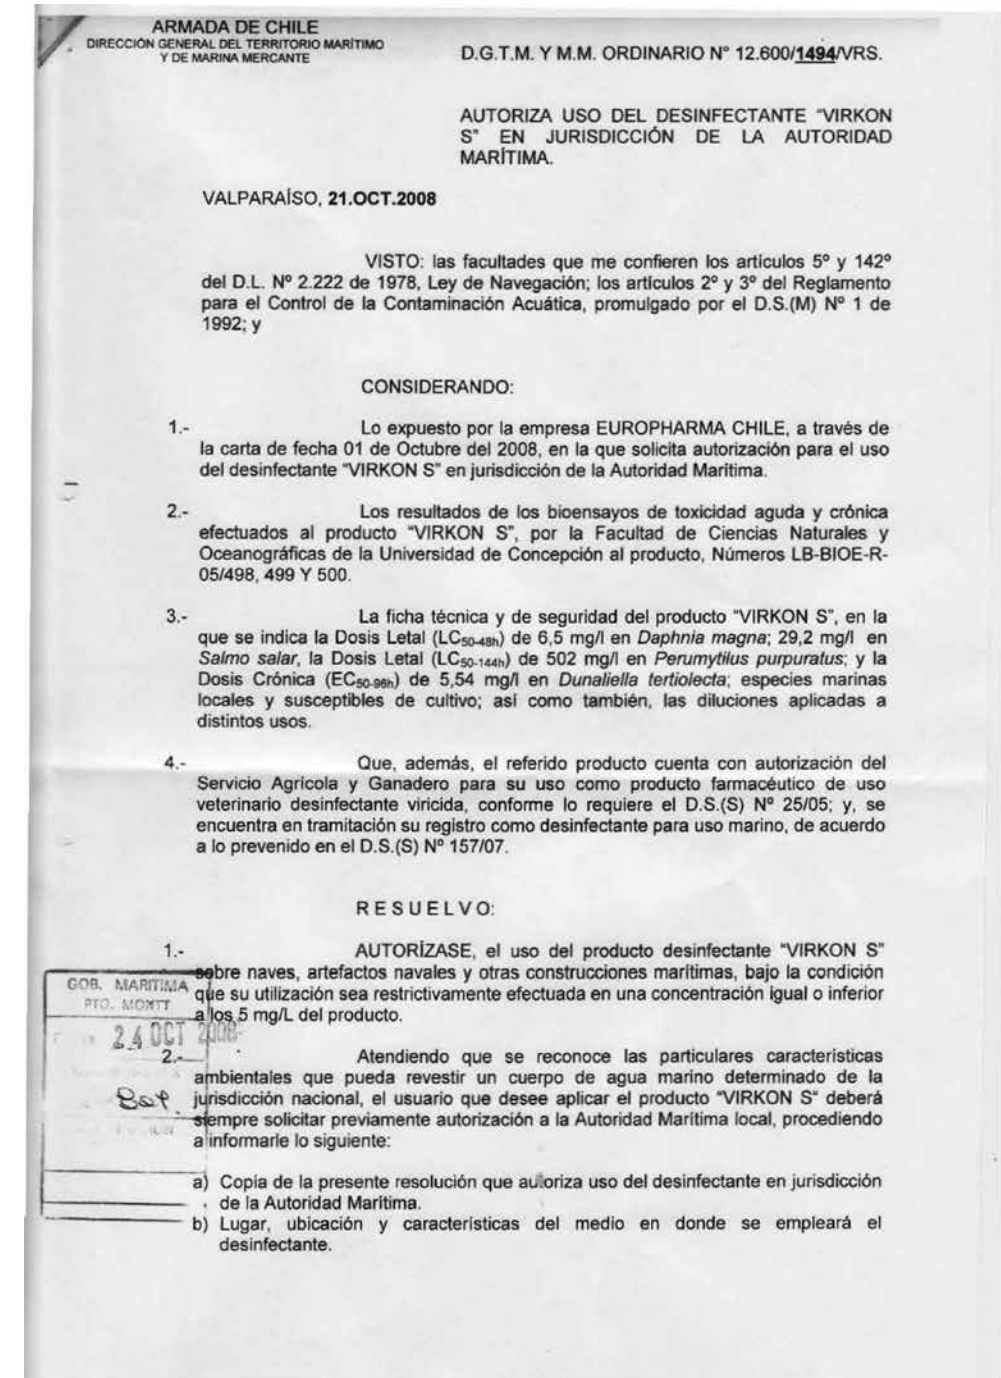 ARMADA DE CHILE
DIRECCIÓN GENERAL DEL TERRITORIO MARÍTIMO
Y DE MARINA MERCANTE
D.G.T.M. Y M.M. ORDINARIO N° 12.600/1494/VRS.
AUTORIZA USO DEL DESINFECTANTE "VIRKON
S" EN JURISDICCIÓN DE LA AUTORIDAD
MARÍTIMA.
VALPARAÍSO, 21.OCT.2008
VISTO: las facultades que me confieren los artículos 5º y 142º
del D.L. Nº 2.222 de 1978, Ley de Navegación; los artículos 2º y 3º del Reglamento
para el Control de la Contaminación Acuática, promulgado por el D.S.(M) Nº 1 de
1992; y
CONSIDERANDO:
1.- Lo expuesto por la empresa EUROPHARMA CHILE, a través de
la carta de fecha 01 de Octubre del 2008, en la que solicita autorización para el uso
del desinfectante "VIRKON S" en jurisdicción de la Autoridad Marítima.
2.- Los resultados de los bioensayos de toxicidad aguda y crónica
efectuados al producto "VIRKON S", por la Facultad de Ciencias Naturales y
Oceanográficas de la Universidad de Concepción al producto, Números LB-BIOE-R-
05/498, 499 Y 500.
3.- La ficha técnica y de seguridad del producto "VIRKON S", en la
que se indica la Dosis Letal (LC50-48h) de 6,5 mg/l en Daphnia magna; 29,2 mg/l en
Salmo salar, la Dosis Letal (LC50-144h) de 502 mg/l en Perumytilus purpuratus; y la
Dosis Crónica (EC50-96h) de 5,54 mg/l en Dunaliella tertiolecta; especies marinas
locales y susceptibles de cultivo; así como también, las diluciones aplicadas a
distintos usos.
4.- Que, además, el referido producto cuenta con autorización del
Servicio Agrícola y Ganadero para su uso como producto farmacéutico de uso
veterinario desinfectante viricida, conforme lo requiere el D.S.(S) Nº 25/05; y, se
encuentra en tramitación su registro como desinfectante para uso marino, de acuerdo
a lo prevenido en el D.S.(S) Nº 157/07.
R E S U E L V O:
1.- AUTORÍZASE, el uso del producto desinfectante "VIRKON S"
sobre naves, artefactos navales y otras construcciones marítimas, bajo la condición
que su utilización sea restrictivamente efectuada en una concentración igual o inferior
a los 5 mg/L del producto.
GOB. MARITIMA
PTO. MONTT
24 OCT 2008
2.- Atendiendo que se reconoce las particulares características
ambientales que pueda revestir un cuerpo de agua marino determinado de la
jurisdicción nacional, el usuario que desee aplicar el producto "VIRKON S" deberá
siempre solicitar previamente autorización a la Autoridad Marítima local, procediendo
a informarle lo siguiente:
a) Copia de la presente resolución que autoriza uso del desinfectante en jurisdicción
de la Autoridad Marítima.
b) Lugar, ubicación y características del medio en donde se empleará el
desinfectante.